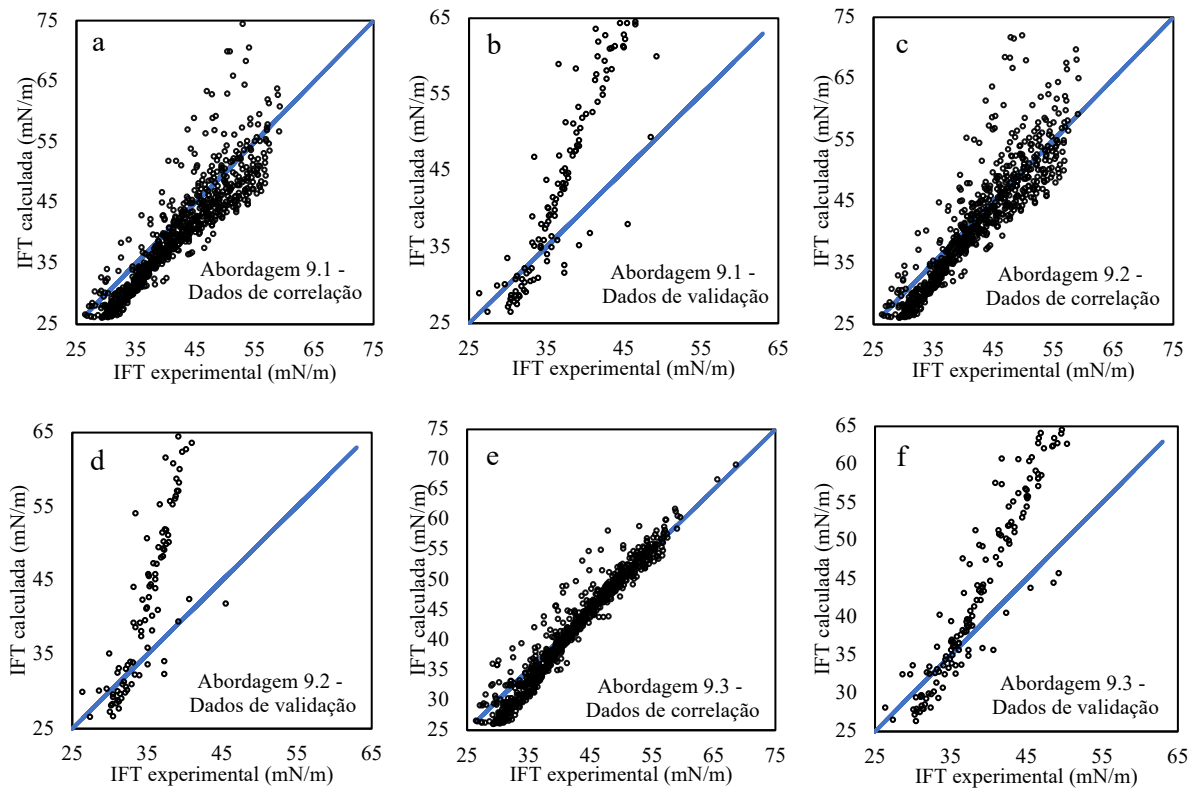 a
IFT calculada (mN/m)
75
65
55
45
35
25
25 35 45 55 65 75
IFT experimental (mN/m)
Abordagem 9.1 -
Dados de correlação
b
IFT calculada (mN/m)
65
55
45
35
25
25 35 45 55 65
IFT experimental (mN/m)
Abordagem 9.1 -
Dados de validação
c
IFT calculada (mN/m)
75
65
55
45
35
25
25 35 45 55 65 75
IFT experimental (mN/m)
Abordagem 9.2 -
Dados de correlação
d
IFT calculada (mN/m)
65
55
45
35
25
25 35 45 55 65
IFT experimental (mN/m)
Abordagem 9.2 -
Dados de validação
e
IFT calculada (mN/m)
75
70
65
60
55
50
45
40
35
30
25
25 35 45 55 65 75
IFT experimental (mN/m)
Abordagem 9.3 -
Dados de correlação
f
IFT calculada (mN/m)
65
60
55
50
45
40
35
30
25
25 35 45 55 65
IFT experimental (mN/m)
Abordagem 9.3 -
Dados de validação